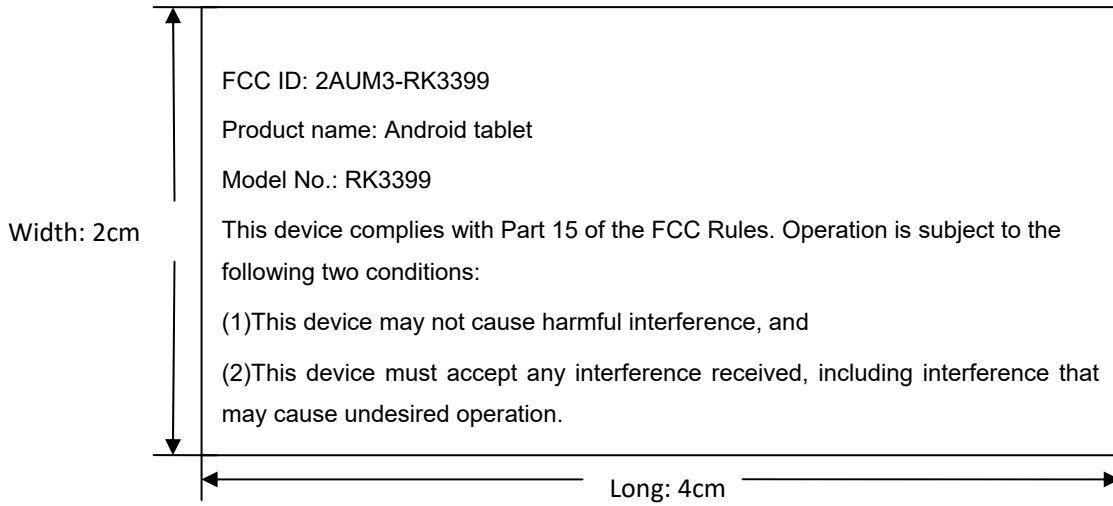 FCC ID: 2AUM3-RK3399
Product name: Android tablet
Model No.: RK3399
Width: 2cm
This device complies with Part 15 of the FCC Rules. Operation is subject to the
following two conditions:
(1)This device may not cause harmful interference, and
(2)This device must accept any interference received, including interference that
may cause undesired operation.
Long: 4cm